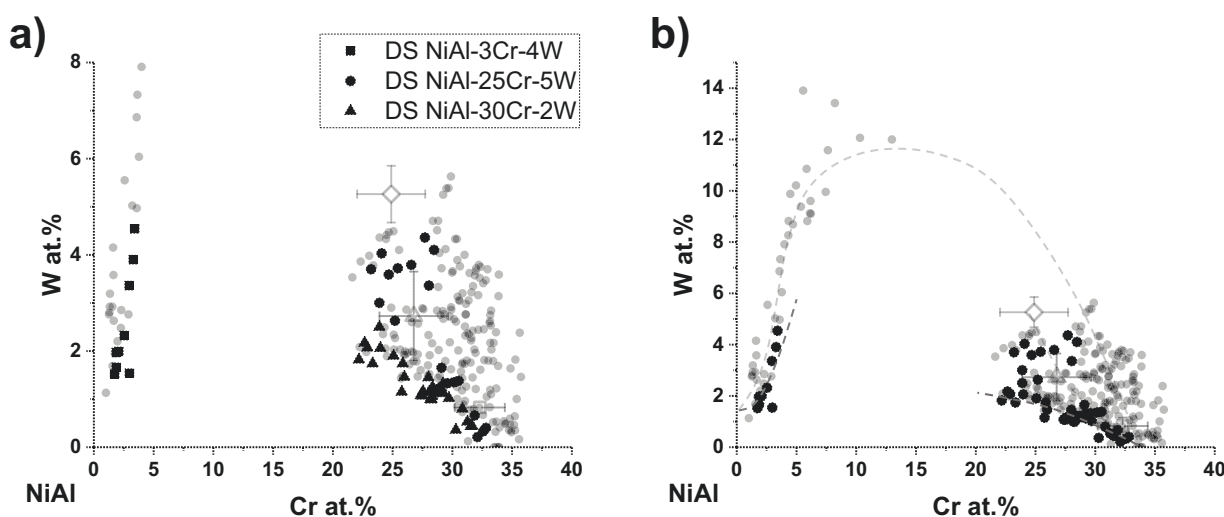 a)
DS NiAl-3Cr-4W
DS NiAl-25Cr-5W
DS NiAl-30Cr-2W
W at.%
8
6
4
2
0
0 5 10 15 20 25 30 35 40
NiAl
Cr at.%
b)
W at.%
14
12
10
8
6
4
2
0
0 5 10 15 20 25 30 35 40
NiAl
Cr at.%